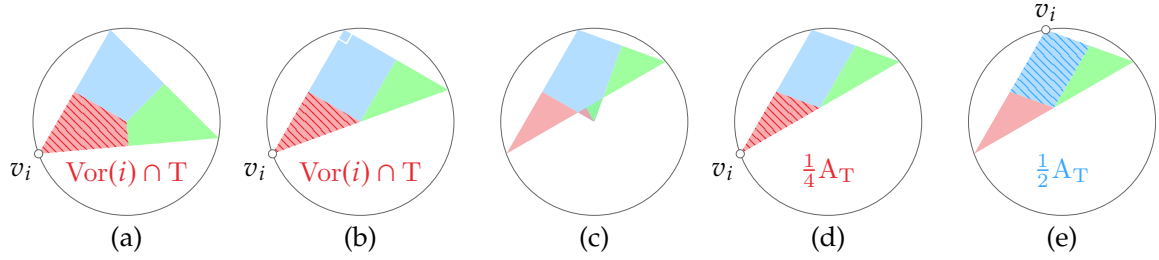 v_i
v_i Vor(i) ∩ T
v_i Vor(i) ∩ T
v_i ¼A_T
½A_T
(a) (b) (c) (d) (e)